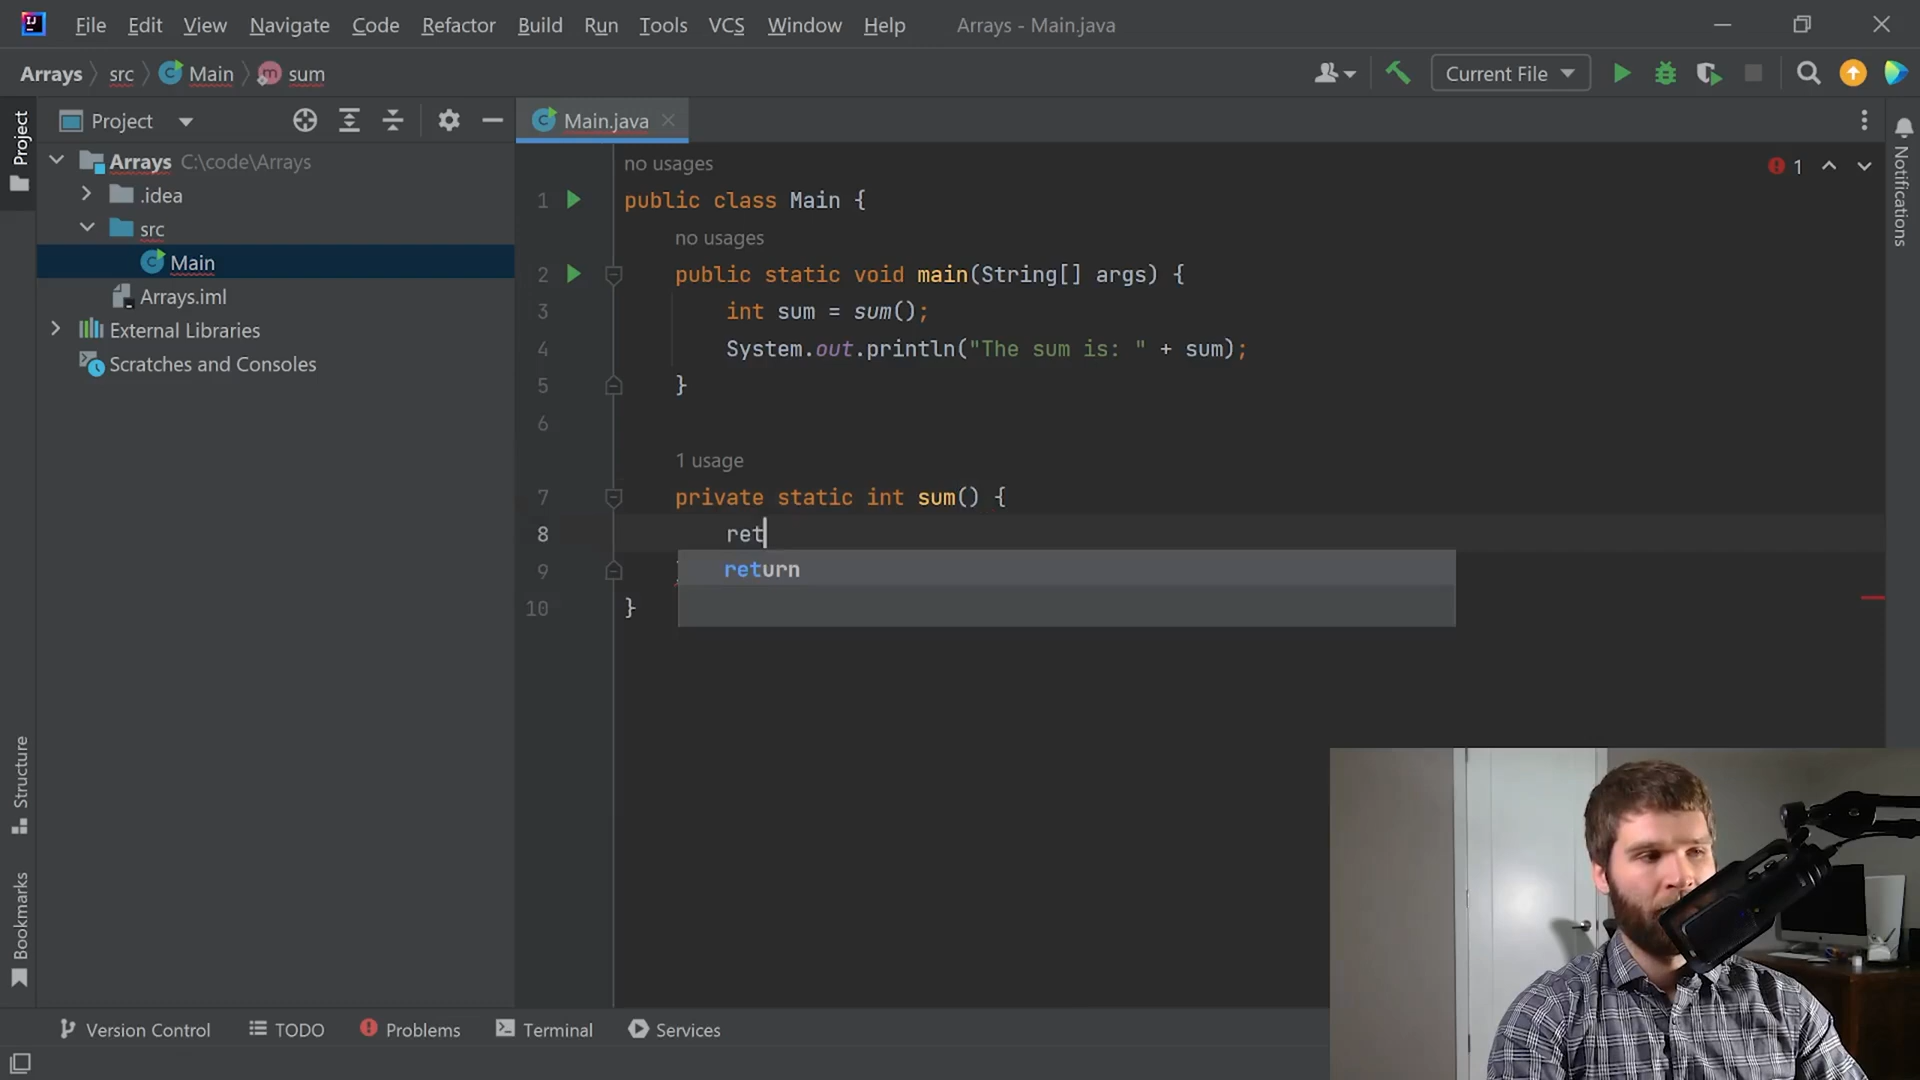 File Edit View Navigate Code Refactor Build Run Tools VCS Window Help Arrays - Main.java
Arrays src Main sum Current File
Project Main.java
Project
Arrays C:\code\Arrays
.idea
src
Main
Arrays.iml
External Libraries
Scratches and Consoles
no usages
1 public class Main {
no usages
2 public static void main(String[] args) {
3 int sum = sum();
4 System.out.println("The sum is: " + sum);
5 }
6
1 usage
7 private static int sum() {
8 ret
return
9
10 }
1
Notifications
Structure
Bookmarks
Version Control TODO Problems Terminal Services